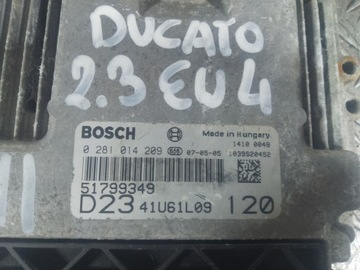 DUCATO
2.3 EU4
BOSCH Made in Hungary
1410 0048
0 281 014 209 07-05-05 1039S20452
51799349
D23 41U61L09 120